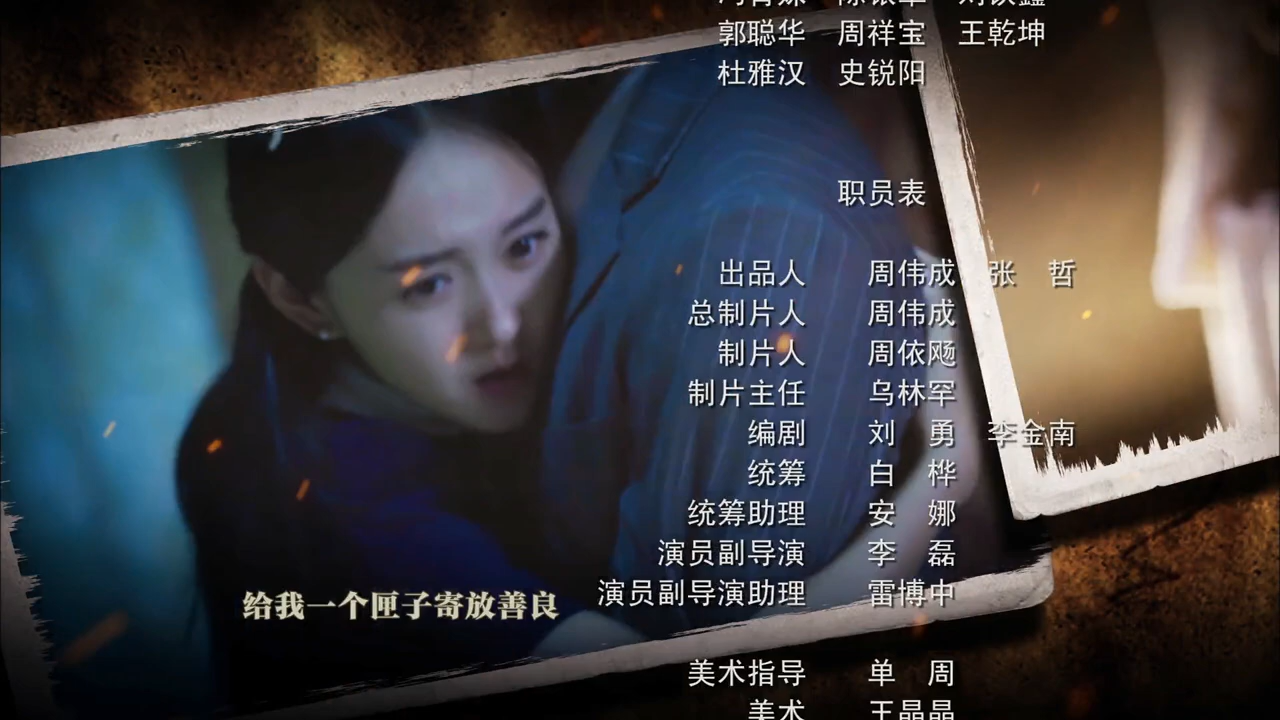 郭聪华 周祥宝 王乾坤
杜雅汉 史锐阳
职员表
出品人 周伟成 张 哲
总制片人 周伟成
制片人 周依飏
制片主任 乌林罕
编剧 刘 勇 李金南
统筹 白 桦
统筹助理 安 娜
演员副导演 李 磊
演员副导演助理 雷博中
给我一个匣子寄放善良
美术指导 单 周
美术 王晶晶